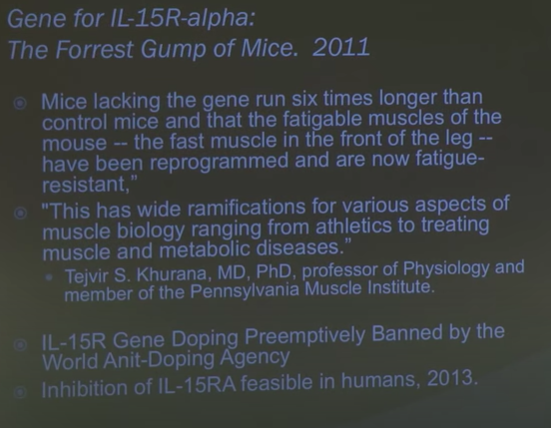 Gene for IL-15R-alpha:
The Forrest Gump of Mice. 2011
Mice lacking the gene run six times longer than
control mice and that the fatigable muscles of the
mouse -- the fast muscle in the front of the leg --
have been reprogrammed and are now fatigue-
resistant,"
"This has wide ramifications for various aspects of
muscle biology ranging from athletics to treating
muscle and metabolic diseases."
Tejvir S. Khurana, MD, PhD, professor of Physiology and
member of the Pennsylvania Muscle Institute.
IL-15R Gene Doping Preemptively Banned by the
World Anit-Doping Agency
Inhibition of IL-15RA feasible in humans, 2013.